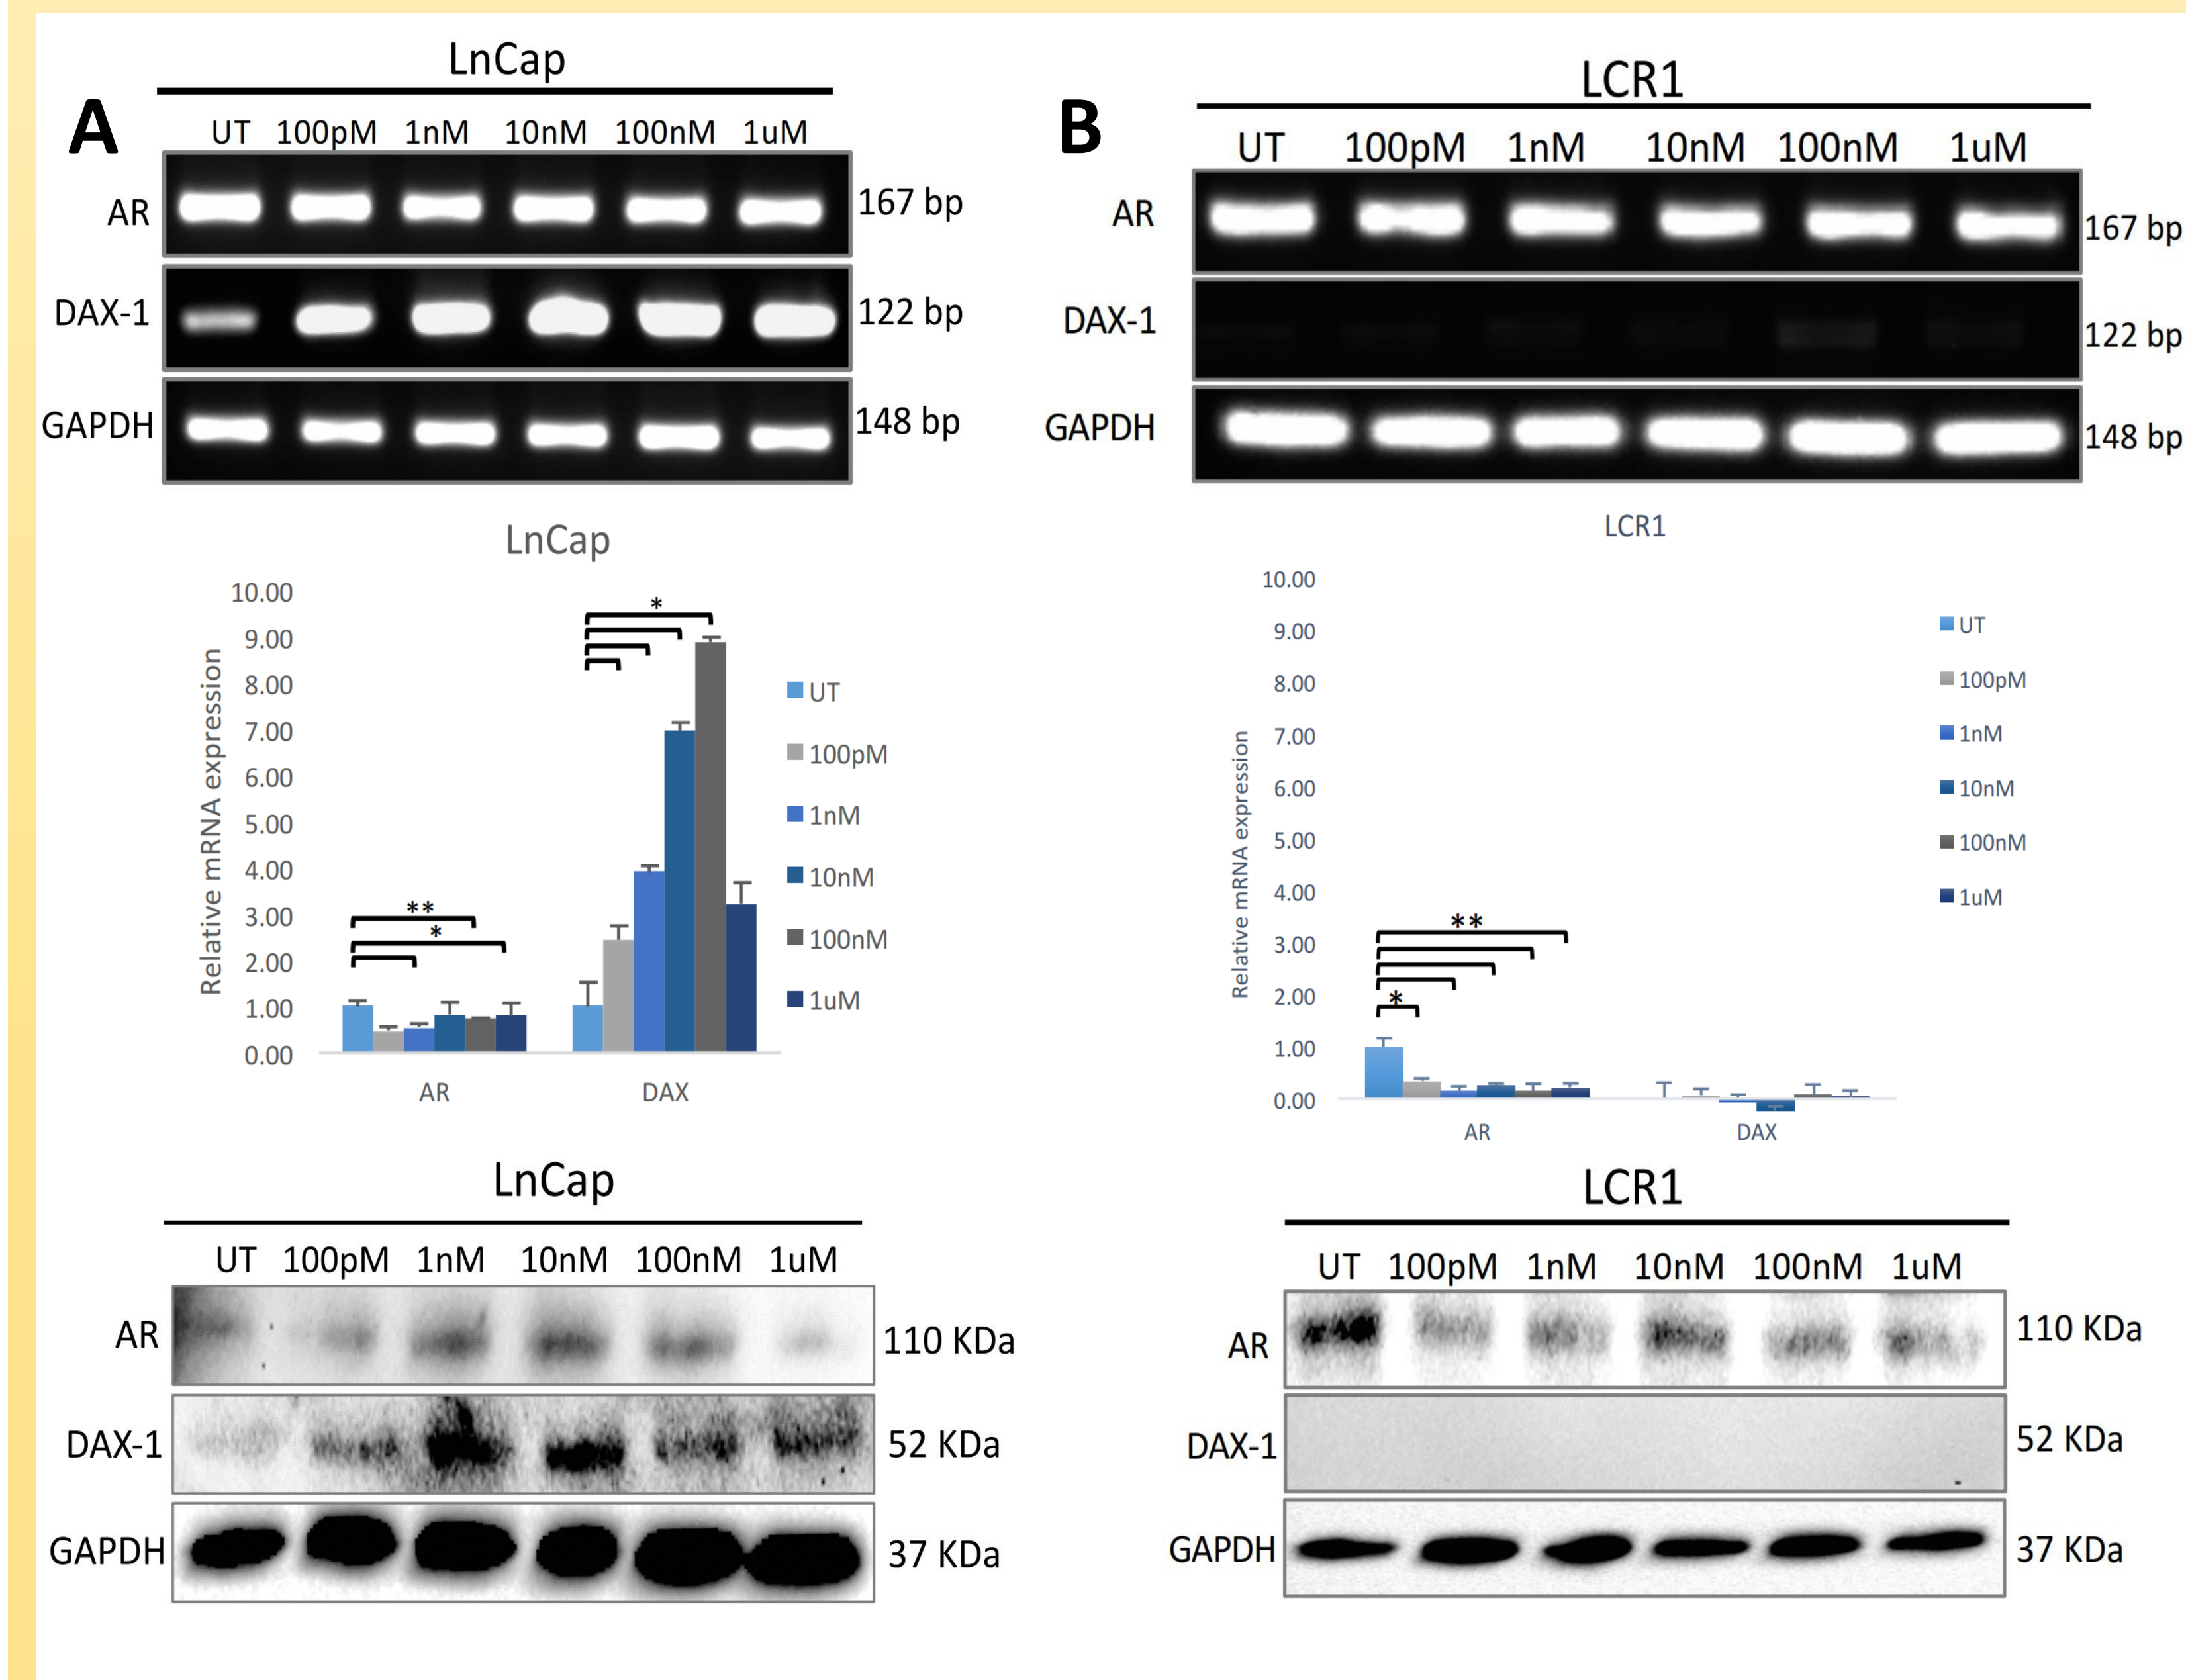 A
LnCap
UT 100pM 1nM 10nM 100nM 1uM
AR 167 bp
DAX-1 122 bp
GAPDH 148 bp
LnCap
Relative mRNA expression
10.00
9.00
8.00
7.00
6.00
5.00
4.00
3.00
2.00
1.00
0.00
**
*
*
AR DAX
UT
100pM
1nM
10nM
100nM
1uM
LnCap
UT 100pM 1nM 10nM 100nM 1uM
AR 110 KDa
DAX-1 52 KDa
GAPDH 37 KDa
B
LCR1
UT 100pM 1nM 10nM 100nM 1uM
AR 167 bp
DAX-1 122 bp
GAPDH 148 bp
LCR1
Relative mRNA expression
10.00
9.00
8.00
7.00
6.00
5.00
4.00
3.00
2.00
1.00
0.00
**
*
AR DAX
UT
100pM
1nM
10nM
100nM
1uM
LCR1
UT 100pM 1nM 10nM 100nM 1uM
AR 110 KDa
DAX-1 52 KDa
GAPDH 37 KDa